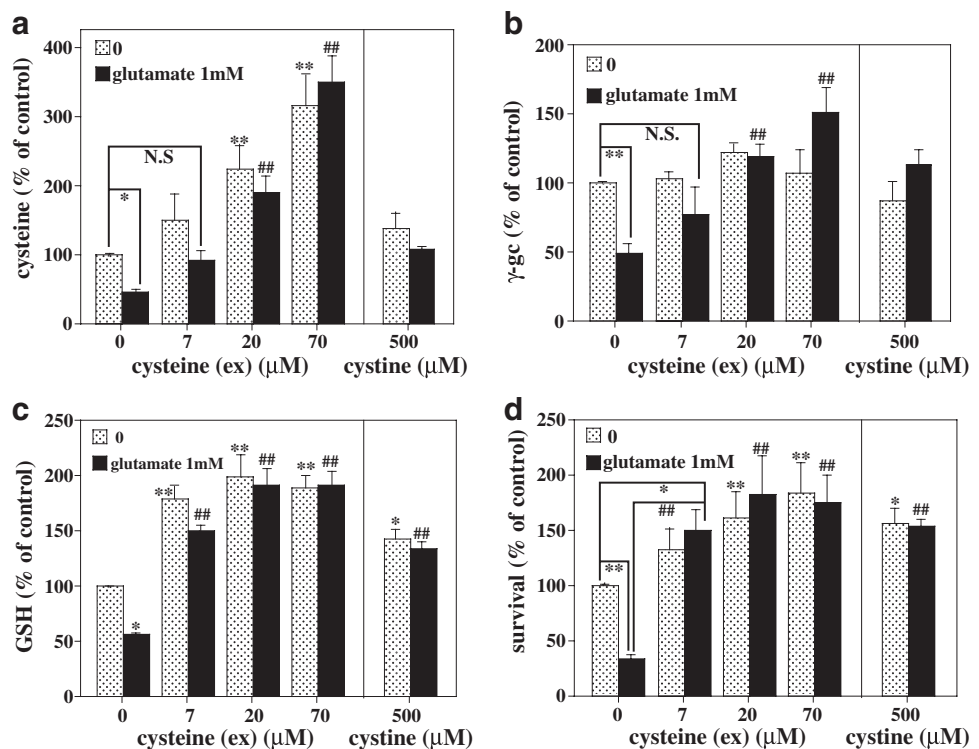 a
cysteine (% of control)
400
300
200
100
0
0
glutamate 1mM
N.S
*
**
##
**
##
0 7 20 70 500
cysteine (ex) (μM) cystine (μM)
b
γ-gc (% of control)
200
150
100
50
0
0
glutamate 1mM
N.S.
**
##
##
0 7 20 70 500
cysteine (ex) (μM) cystine (μM)
c
GSH (% of control)
250
200
150
100
50
0
0
glutamate 1mM
*
**
##
**
##
**
##
*
##
0 7 20 70 500
cysteine (ex) (μM) cystine (μM)
d
survival (% of control)
250
200
150
100
50
0
0
glutamate 1mM
*
**
##
**
##
**
##
*
##
0 7 20 70 500
cysteine (ex) (μM) cystine (μM)